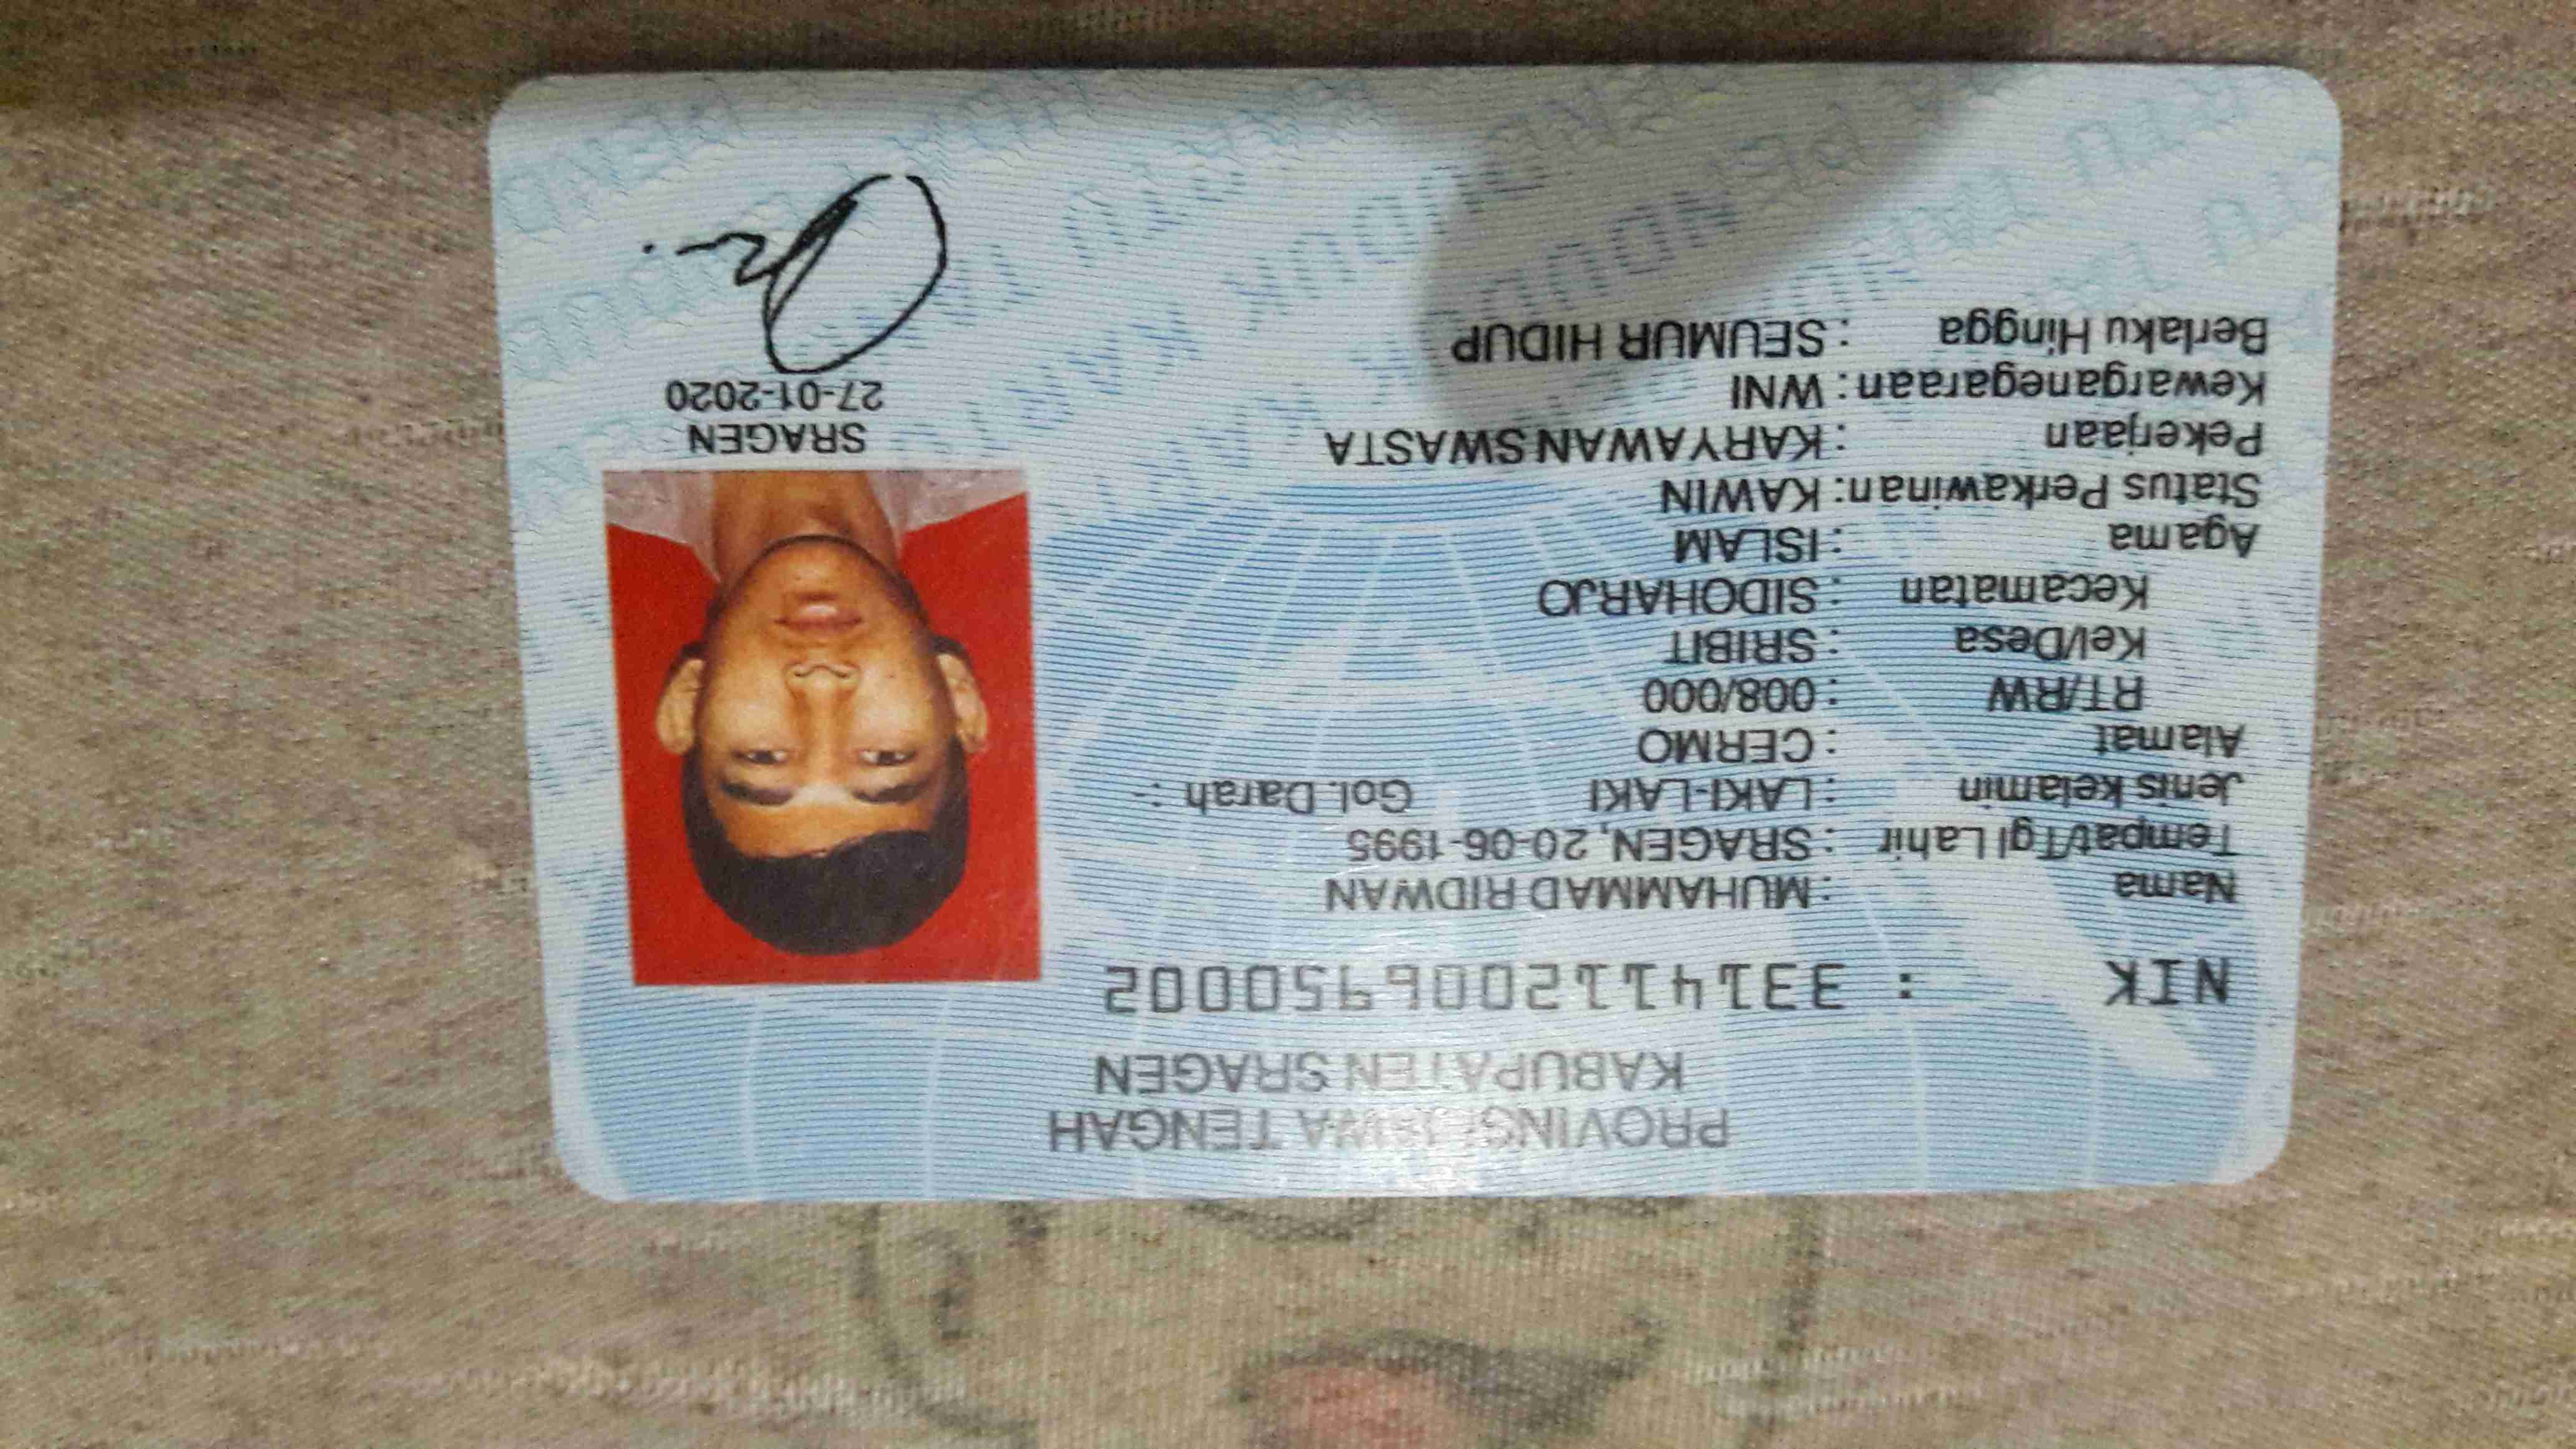 PROVINSI JAWA TENGAH
KABUPATEN SRAGEN
NIK : 3314112006950002
Nama : MUHAMMAD RIDWAN
Tempat/Tgl Lahir : SRAGEN, 20-06-1995
Jenis kelamin : LAKI-LAKI Gol. Darah : -
Alamat : CERMO
RT/RW : 008/000
Kel/Desa : SRIBIT
Kecamatan : SIDOHARJO
Agama : ISLAM
Status Perkawinan: KAWIN
Pekerjaan : KARYAWAN SWASTA
Kewarganegaraan: WNI
Berlaku Hingga : SEUMUR HIDUP
SRAGEN
27-01-2020